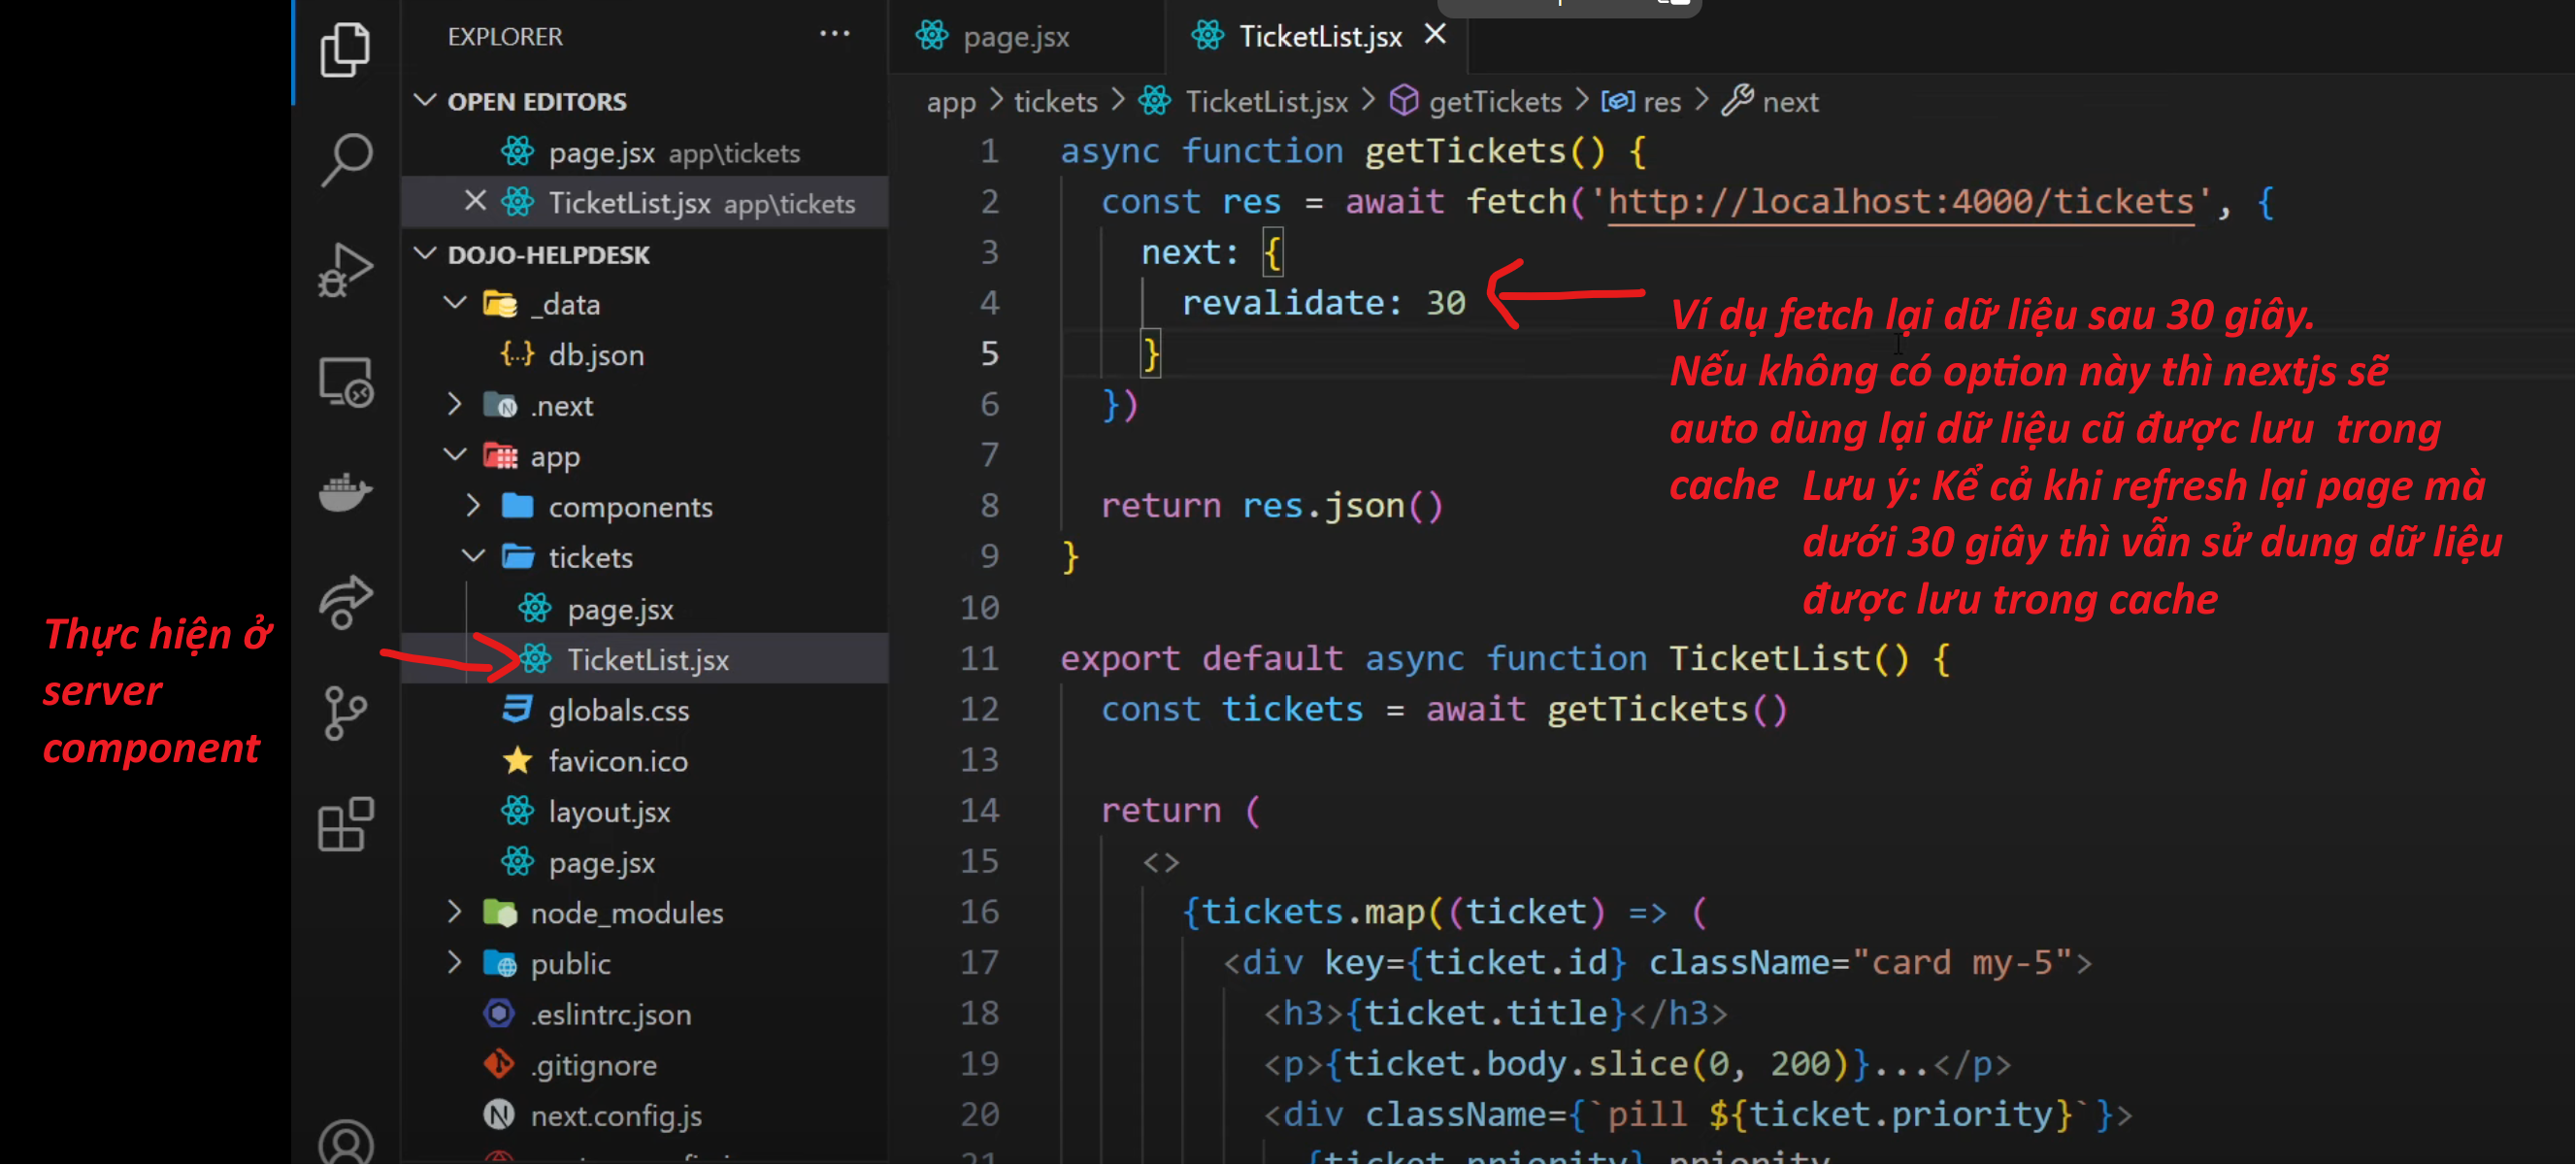 EXPLORER
OPEN EDITORS
page.jsx app\tickets
TicketList.jsx app\tickets
DOJO-HELPDESK
_data
db.json
.next
app
components
tickets
page.jsx
TicketList.jsx
globals.css
favicon.ico
layout.jsx
page.jsx
node_modules
public
.eslintrc.json
.gitignore
next.config.js
Thực hiện ở
server
component
page.jsx
TicketList.jsx
app > tickets > TicketList.jsx > getTickets > res > next
1 async function getTickets() {
2 const res = await fetch('http://localhost:4000/tickets', {
3 next: {
4 revalidate: 30
5 }
6 })
7
8 return res.json()
9 }
10
11 export default async function TicketList() {
12 const tickets = await getTickets()
13
14 return (
15 <>
16 {tickets.map((ticket) => (
17 <div key={ticket.id} className="card my-5">
18 <h3>{ticket.title}</h3>
19 <p>{ticket.body.slice(0, 200)}...</p>
20 <div className={`pill ${ticket.priority}`}>
21 {ticket.priority} priority
Ví dụ fetch lại dữ liệu sau 30 giây.
Nếu không có option này thì nextjs sẽ
auto dùng lại dữ liệu cũ được lưu trong
cache
Lưu ý: Kể cả khi refresh lại page mà
dưới 30 giây thì vẫn sử dung dữ liệu
được lưu trong cache